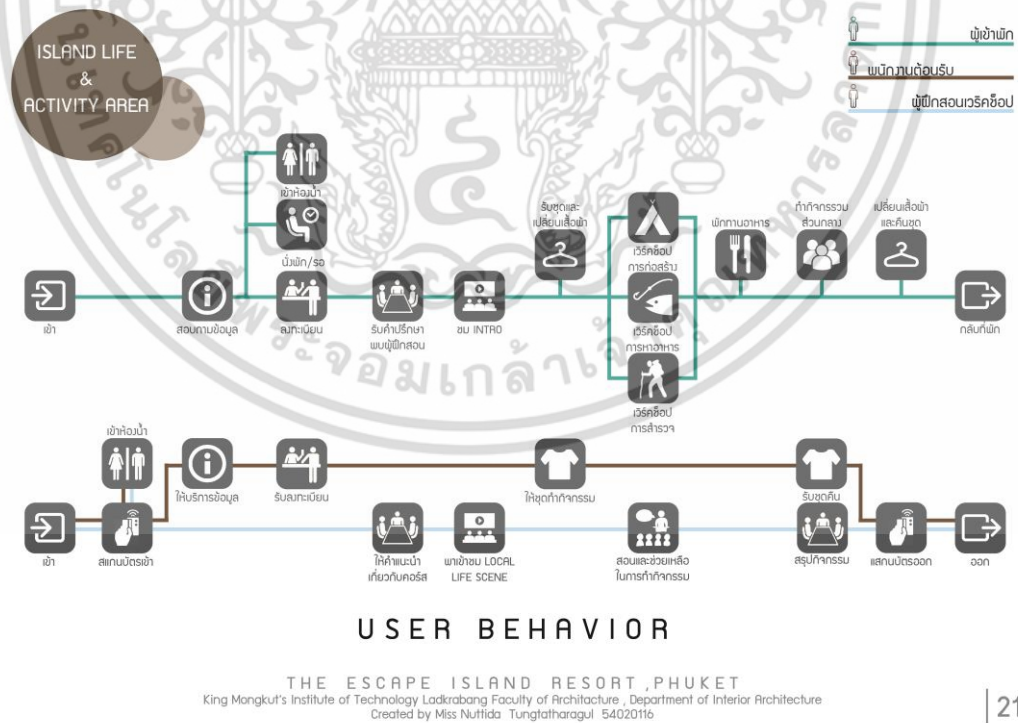 ISLAND LIFE
&
ACTIVITY AREA
ผู้เข้าพัก
พนักงานต้อนรับ
ผู้ฝึกสอนเวริคช็อป
เข้าห้องน้ำ
นั่งพัก/รอ
เข้า
สอบถามข้อมูล
ลงทะเบียน
รับคำปรึกษา
พบผู้ฝึกสอน
ชม INTRO
รับชุดและ
เปลี่ยนเสื้อผ้า
เวิร์คช็อป
การก่อสร้าง
เวิร์คช็อป
การหาอาหาร
เวิร์คช็อป
การสำรวจ
พักทานอาหาร
ทำกิจกรรม
ส่วนกลาง
เปลี่ยนเสื้อผ้า
และคืนชุด
กลับที่พัก
เข้าห้องน้ำ
ให้บริการข้อมูล
รับลงทะเบียน
ให้ชุดทำกิจกรรม
รับชุดคืน
เข้า
สแกนบัตรเข้า
ให้คำแนะนำ
เกี่ยวกับคอร์ส
พาเข้าชม LOCAL
LIFE SCENE
สอนและช่วยเหลือ
ในการทำกิจกรรม
สรุปกิจกรรม
แสกนบัตรออก
ออก
USER BEHAVIOR
THE ESCAPE ISLAND RESORT ,PHUKET
King Mongkut's Institute of Technology Ladkrabang Faculty of Architacture , Department of Interior Architecture
Created by Miss Nuttida Tungtatharagul 54020116
21